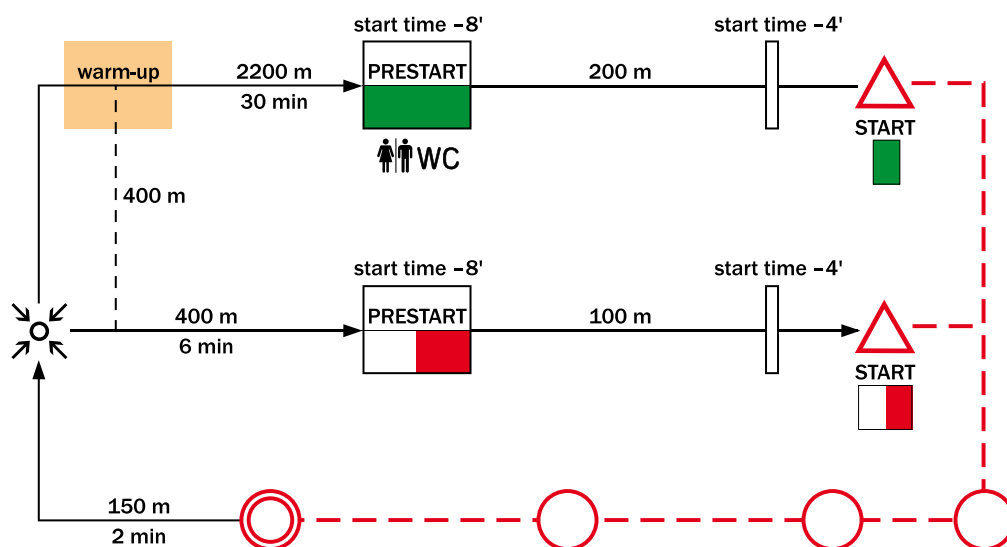 start time –8'
start time –4'
warm-up
2200 m
PRESTART
200 m
30 min
START
WC
400 m
start time –8'
start time –4'
400 m
PRESTART
100 m
6 min
START
150 m
2 min